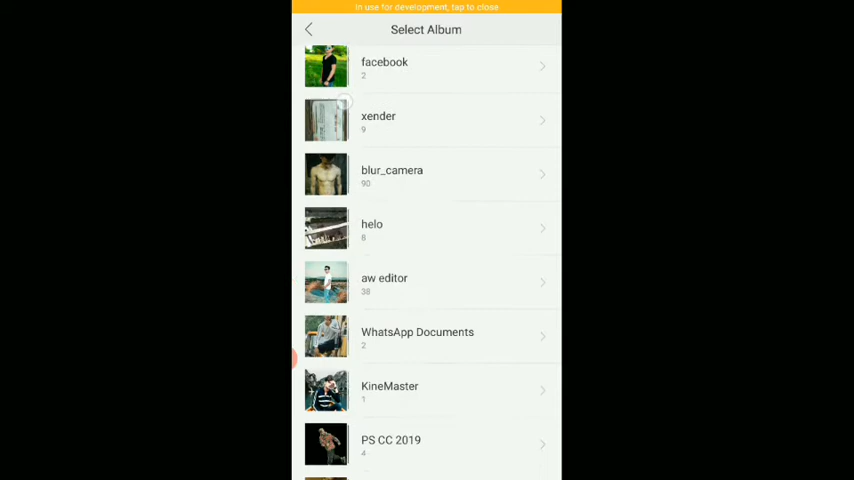 In use for development, tap to close
Select Album
facebook
2
xender
9
blur_camera
90
helo
8
aw editor
38
WhatsApp Documents
2
KineMaster
1
PS CC 2019
4